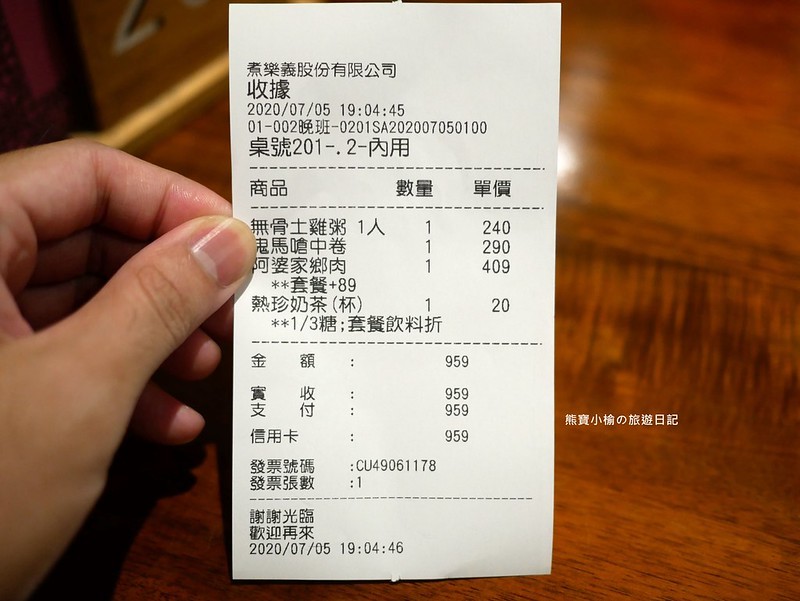 煮樂義股份有限公司
收據
2020/07/05 19:04:45
01-002晚班-0201SA202007050100
桌號201-.2-內用
商品 數量 單價
無骨土雞粥 1人 1 240
鬼馬嗆中卷 1 290
阿婆家鄉肉 1 409
**套餐+89
熱珍奶茶(杯) 1 20
**1/3糖;套餐飲料折
金 額 : 959
實 收 : 959
支 付 : 959
信用卡 : 959
發票號碼 :CU49061178
發票張數 :1
謝謝光臨
歡迎再來
2020/07/05 19:04:46
熊寶小榆の旅遊日記